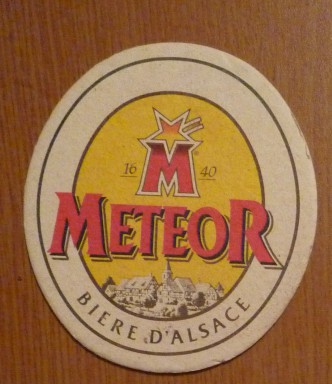 16 M 40
METEOR
BIERE D'ALSACE